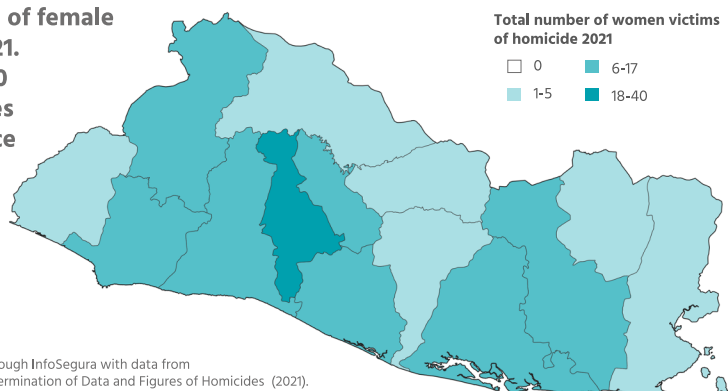 of female
21.
0
es
ce
Total number of women victims
of homicide 2021
0
6-17
1-5
18-40
ough InfoSegura with data from
ermination of Data and Figures of Homicides (2021).